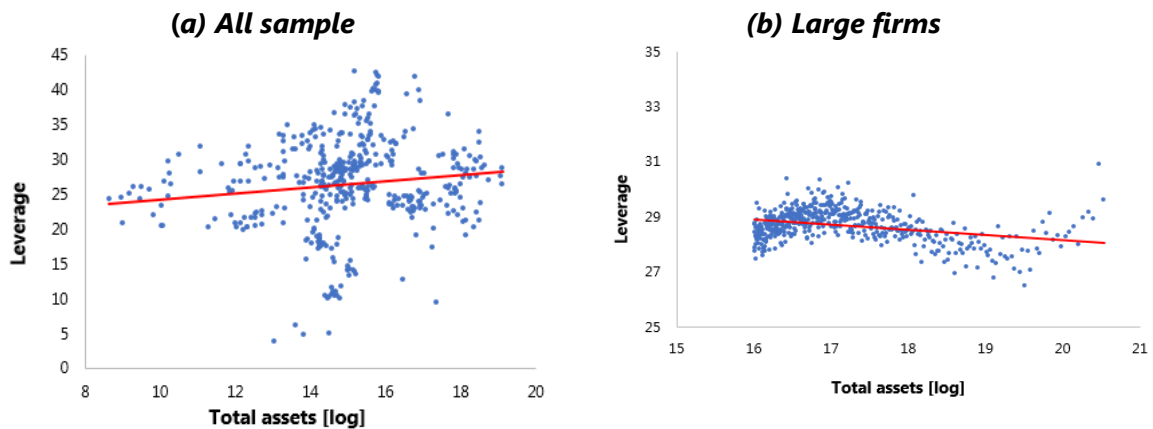 (a) All sample
45
40
35
30
25
20
15
10
5
0
Leverage
8 10 12 14 16 18 20
Total assets [log]
(b) Large firms
35
33
31
29
27
25
Leverage
15 16 17 18 19 20 21
Total assets [log]